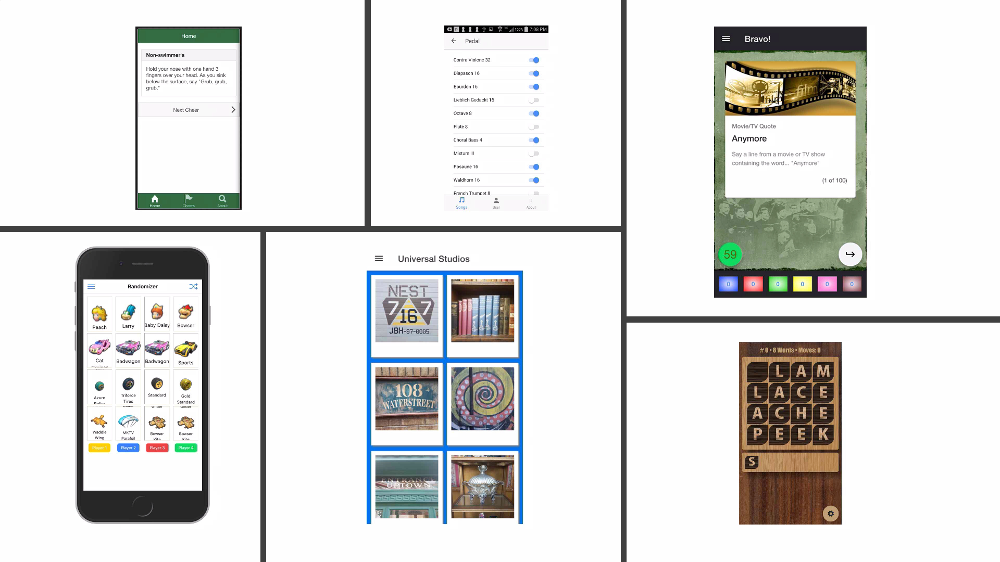 Home
Non-swimmer's
Hold your nose with one hand 3
fingers over your head. As you sink
below the surface, say "Grub, grub,
grub."
Next Cheer
Home
Cheers
About
100%
7:08 PM
Pedal
Contra Violone 32
Diapason 16
Bourdon 16
Lieblich Gedackt 16
Octave 8
Flute 8
Choral Bass 4
Mixture III
Posaune 16
Waldhorn 16
French Trumpet 8
Songs
User
About
Bravo!
film
film
Movie/TV Quote
Anymore
Say a line from a movie or TV show
containing the word... "Anymore"
(1 of 100)
59
0 0 0 0 0 0
Randomizer
Peach Larry Baby Daisy Bowser
Cat Cruiser Badwagon Badwagon Sports
Azure Roller Triforce Tires Standard Gold Standard
Glider Glider Glider
Waddle Wing MKTV Parafoil Bowser Kite Bowser Kite
Player 1 Player 2 Player 3 Player 4
Universal Studios
NEST
7 7
16
JBH-97-0005
108
WATERSTREET
ENTRANCE
UPTOWN
# 0 • 8 Words • Moves: 0
L A M
L A C E
A C H E
P E E K
S